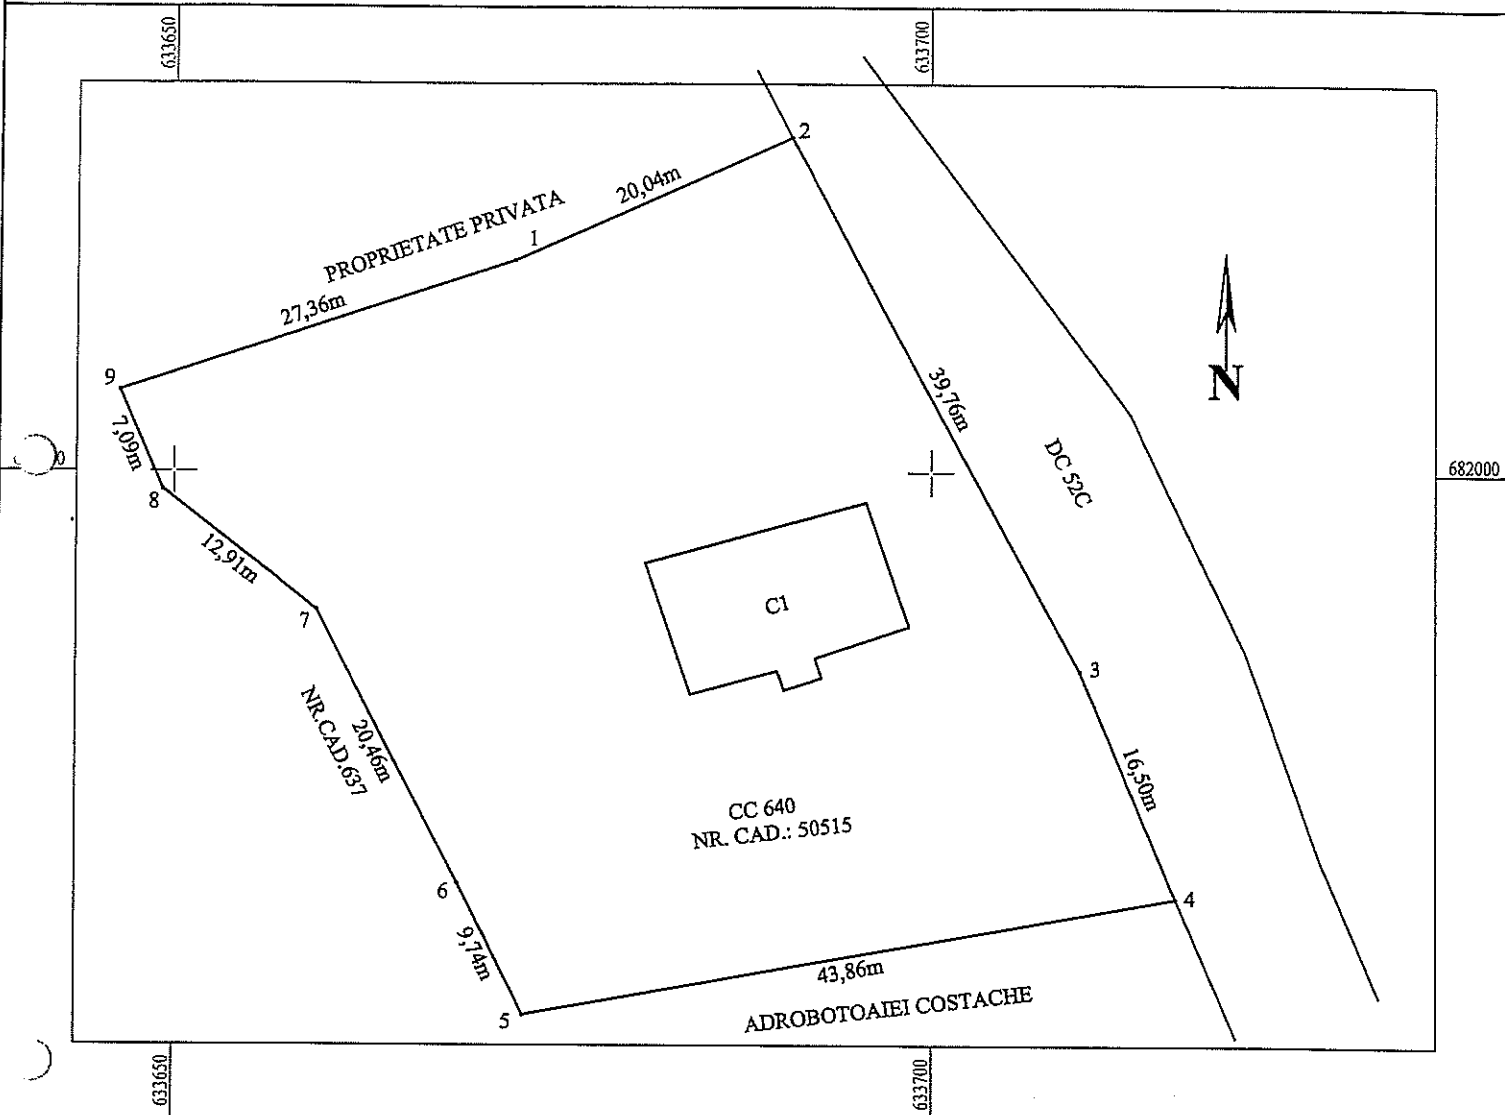 633650
633700
2
20,04m
PROPRIETATE PRIVATA
1
27,36m
9
7,09m
8
12,91m
7
39,76m
DC 52C
N
682000
C1
3
NR.CAD.637
20,46m
16,50m
CC 640
NR. CAD.: 50515
6
9,74m
4
43,86m
5
ADROBOTOAIEI COSTACHE
633650
633700